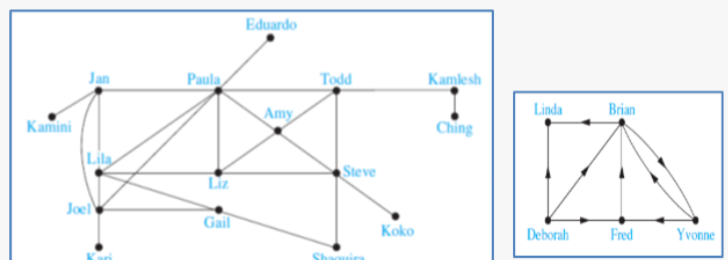 Eduardo
Jan
Paula
Todd
Kamlesh
Kamini
Amy
Ching
Lila
Liz
Steve
Joel
Gail
Koko
Kari
Shaquira
Linda
Brian
Deborah
Fred
Yvonne